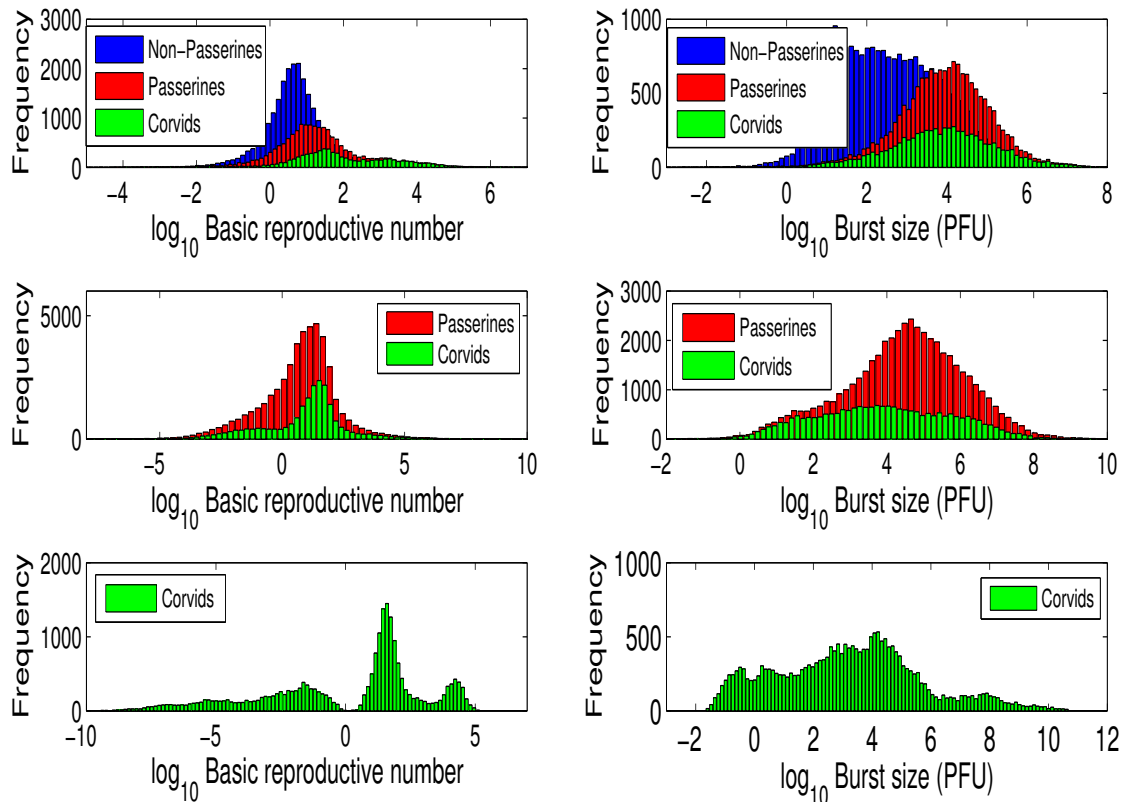 3000
2000
1000
0
Frequency
Non−Passerines
Passerines
Corvids
−4 −2 0 2 4 6
log10 Basic reproductive number
1000
500
0
Frequency
Non−Passerines
Passerines
Corvids
−2 0 2 4 6 8
log10 Burst size (PFU)
5000
0
Frequency
Passerines
Corvids
−5 0 5 10
log10 Basic reproductive number
3000
2000
1000
0
Frequency
Passerines
Corvids
−2 0 2 4 6 8 10
log10 Burst size (PFU)
2000
1000
0
Frequency
Corvids
−10 −5 0 5
log10 Basic reproductive number
1000
500
0
Frequency
Corvids
−2 0 2 4 6 8 10 12
log10 Burst size (PFU)